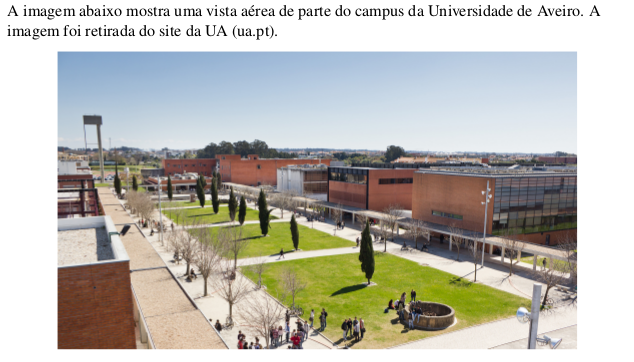 A imagem abaixo mostra uma vista aérea de parte do campus da Universidade de Aveiro. A
imagem foi retirada do site da UA (ua.pt).